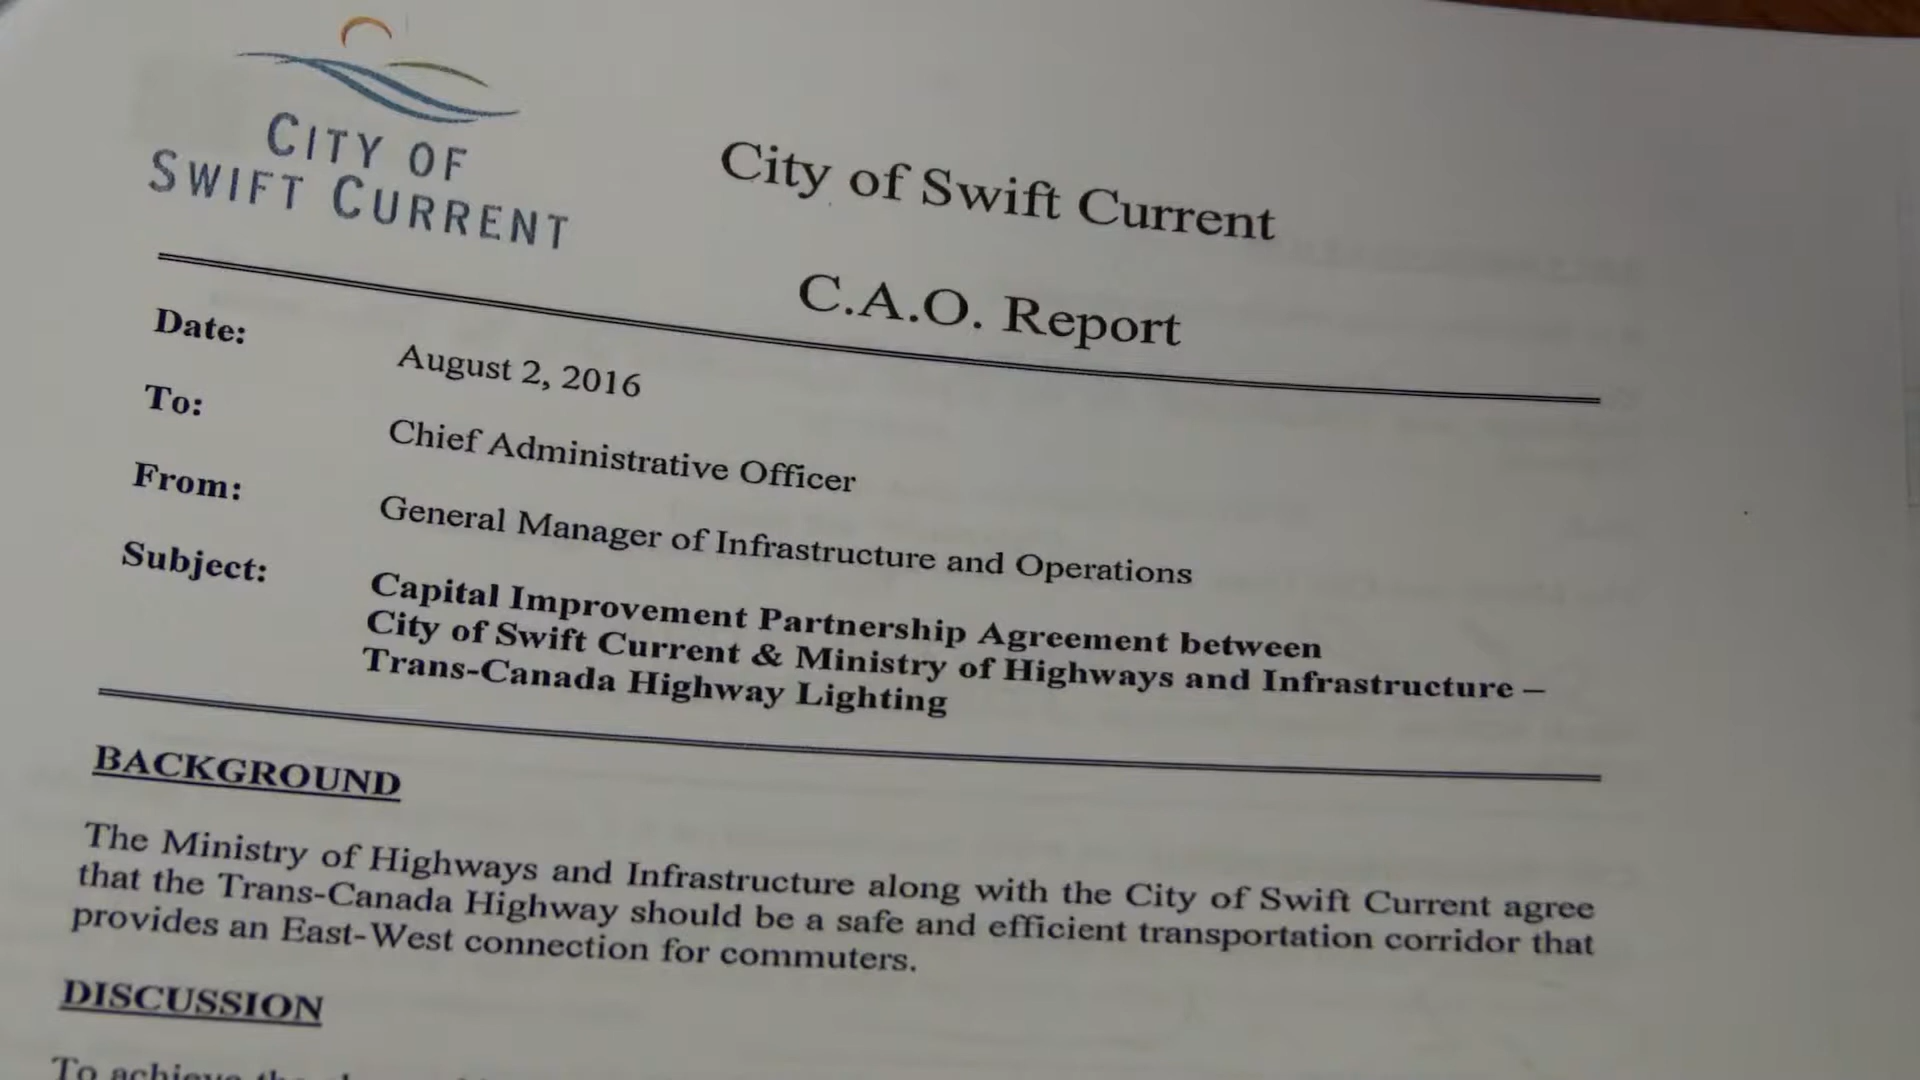 CITY OF
SWIFT CURRENT
City of Swift Current
C.A.O. Report
Date: August 2, 2016
To: Chief Administrative Officer
From: General Manager of Infrastructure and Operations
Subject: Capital Improvement Partnership Agreement between
City of Swift Current & Ministry of Highways and Infrastructure –
Trans-Canada Highway Lighting
BACKGROUND
The Ministry of Highways and Infrastructure along with the City of Swift Current agree
that the Trans-Canada Highway should be a safe and efficient transportation corridor that
provides an East-West connection for commuters.
DISCUSSION
To achieve the